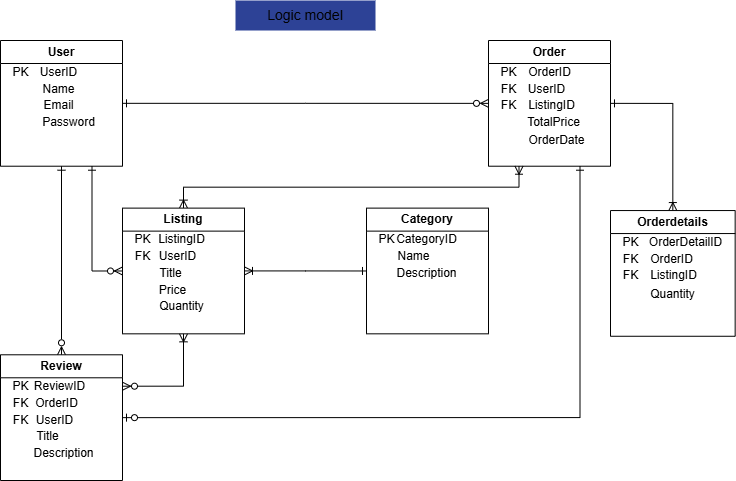 Logic model
User
PK UserID
Name
Email
Password
Order
PK OrderID
FK UserID
FK ListingID
TotalPrice
OrderDate
Listing
PK ListingID
FK UserID
Title
Price
Quantity
Category
PK CategoryID
Name
Description
Orderdetails
PK OrderDetailID
FK OrderID
FK ListingID
Quantity
Review
PK ReviewID
FK OrderID
FK UserID
Title
Description